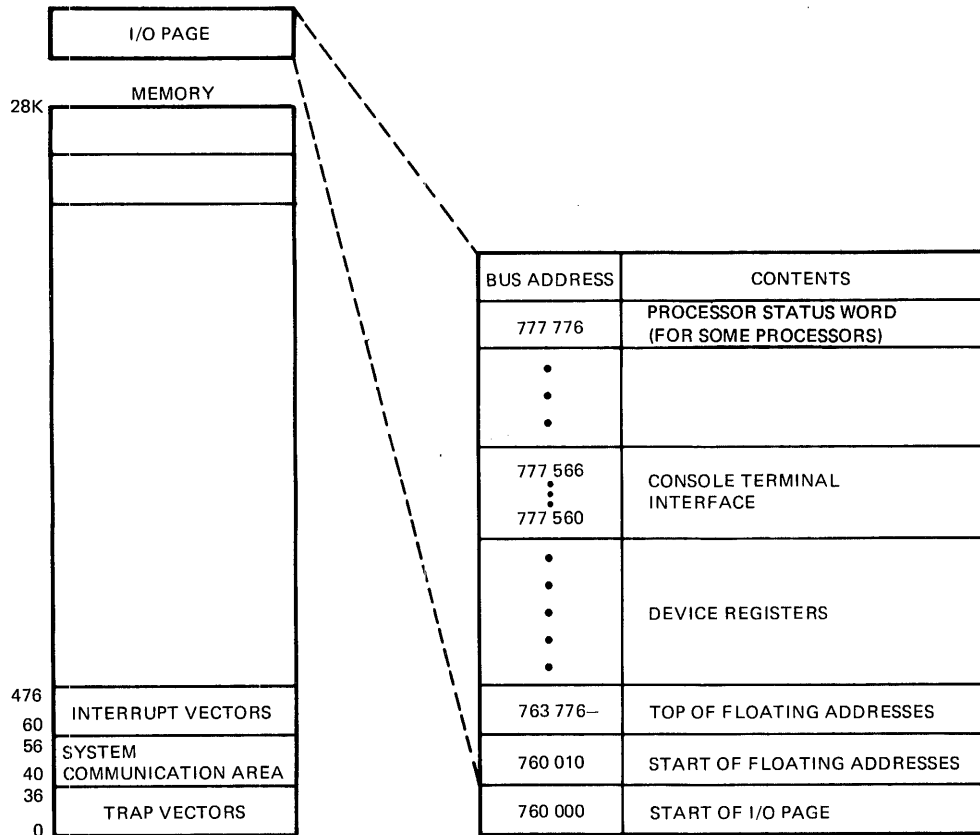 I/O PAGE
MEMORY
28K
476
INTERRUPT VECTORS
60
56
SYSTEM
COMMUNICATION AREA
40
36
TRAP VECTORS
0
BUS ADDRESS CONTENTS
777 776 PROCESSOR STATUS WORD
(FOR SOME PROCESSORS)
777 566
CONSOLE TERMINAL
INTERFACE
777 560
DEVICE REGISTERS
763 776– TOP OF FLOATING ADDRESSES
760 010 START OF FLOATING ADDRESSES
760 000 START OF I/O PAGE